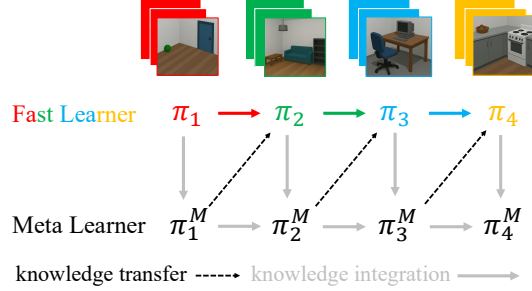 Fast Learner π₁ π₂ π₃ π₄
Meta Learner π₁ᴹ π₂ᴹ π₃ᴹ π₄ᴹ
knowledge transfer knowledge integration